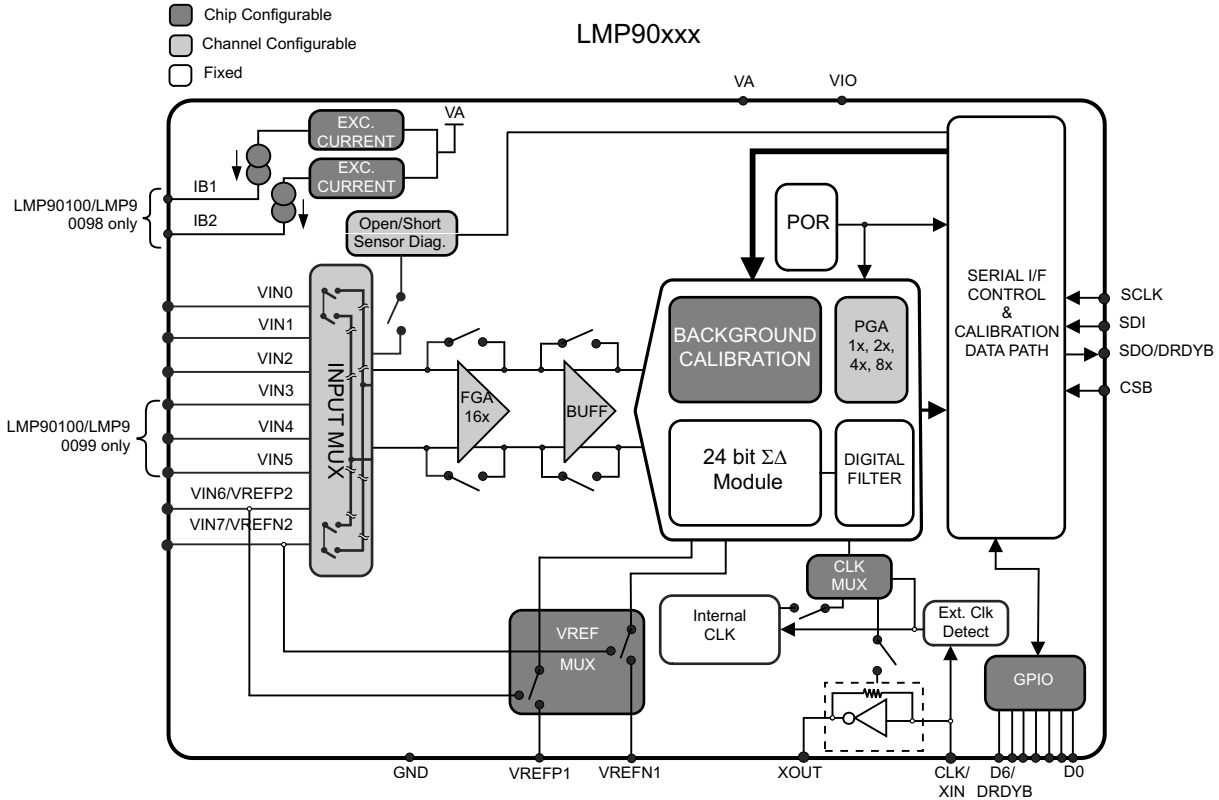 Chip Configurable
Channel Configurable
Fixed
LMP90xxx
VA
VIO
VA
EXC.
CURRENT
EXC.
CURRENT
IB1
IB2
LMP90100/LMP9
0098 only
Open/Short
Sensor Diag.
POR
SERIAL I/F
CONTROL
&
CALIBRATION
DATA PATH
SCLK
SDI
SDO/DRDYB
CSB
VIN0
VIN1
VIN2
VIN3
VIN4
VIN5
VIN6/VREFP2
VIN7/VREFN2
LMP90100/LMP9
0099 only
INPUT MUX
FGA
16x
BUFF
BACKGROUND
CALIBRATION
PGA
1x, 2x,
4x, 8x
24 bit ΣΔ
Module
DIGITAL
FILTER
CLK
MUX
Internal
CLK
Ext. Clk
Detect
VREF
MUX
GPIO
GND
VREFP1
VREFN1
XOUT
CLK/
XIN
D6/
DRDYB
D0